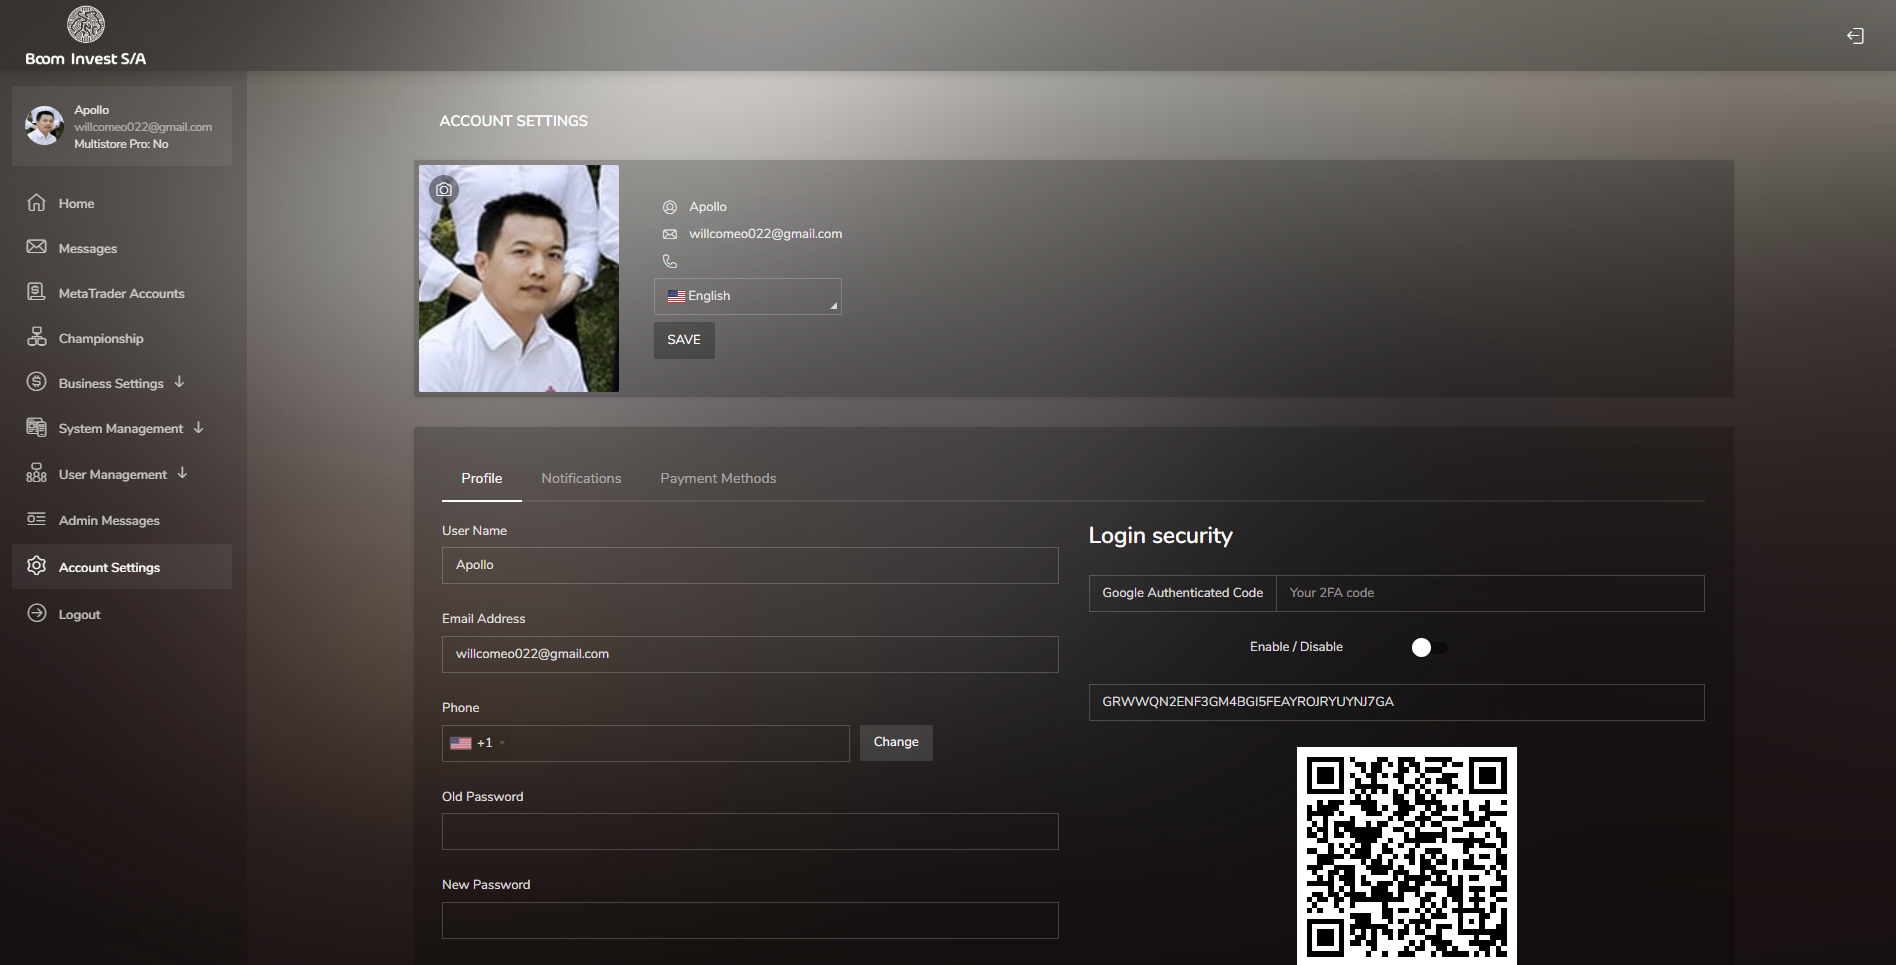 Boom Invest S/A
Apollo
willcomeo022@gmail.com
Multistore Pro: No
Home
Messages
MetaTrader Accounts
Championship
Business Settings
System Management
User Management
Admin Messages
Account Settings
Logout
ACCOUNT SETTINGS
Apollo
willcomeo022@gmail.com
English
SAVE
Profile Notifications Payment Methods
User Name
Apollo
Email Address
willcomeo022@gmail.com
Phone
+1
Change
Old Password
New Password
Login security
Google Authenticated Code Your 2FA code
Enable / Disable
GRWWQN2ENF3GM4BGI5FEAYROJRYUYNJ7GA